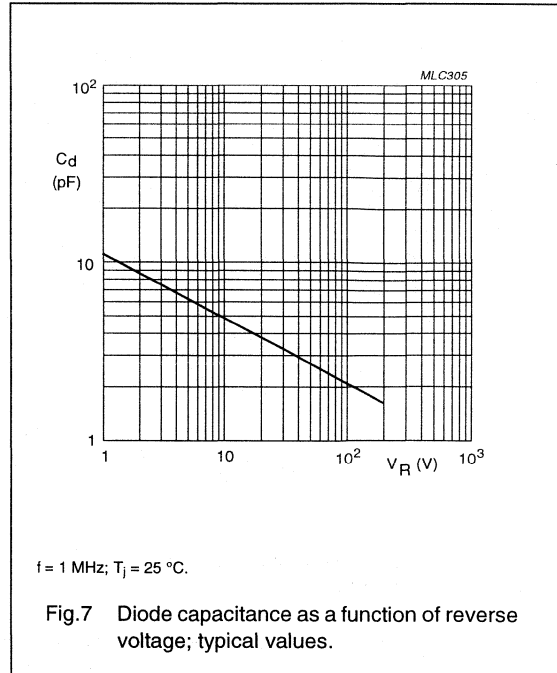 MLC305
10²
C_d
(pF)
10
1
1
10
10²
V_R (V)
10³
f = 1 MHz; T_j = 25 °C.
Fig.7 Diode capacitance as a function of reverse
voltage; typical values.